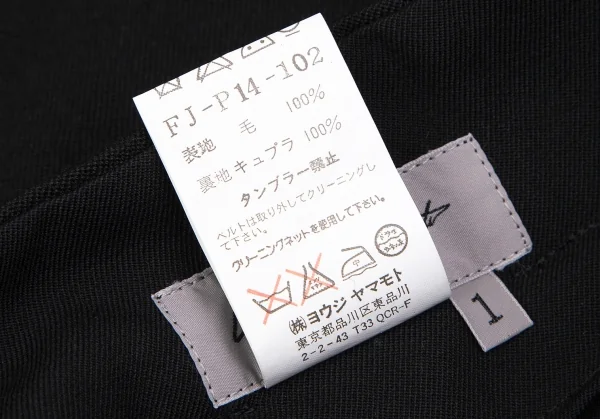 FJ-P14-102
表地 毛 100%
裏地 キュプラ 100%
タンブラー禁止
ベルトは取り外してクリーニングし
て下さい。
クリーニングネットを使用して下さい。
中
ドライ
㈱ ヨウジ ヤマモト
東京都品川区東品川
2-2-43 T33 QCR-F
1